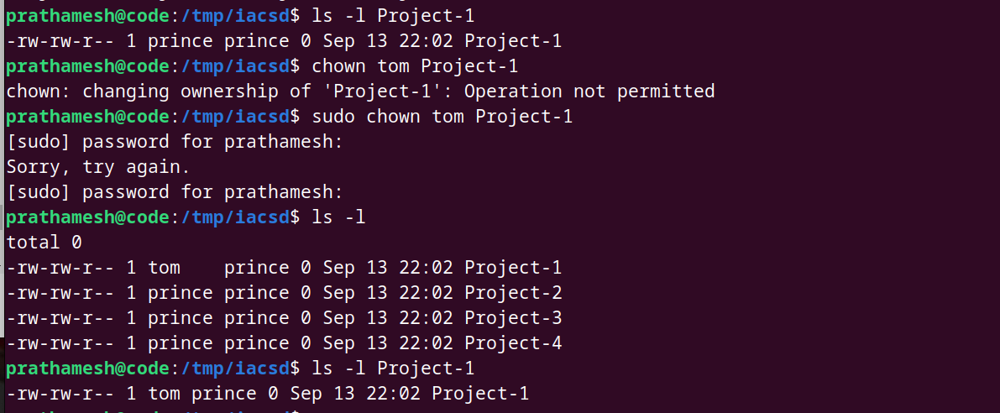 prathamesh@code:/tmp/iacsd$ ls -l Project-1
-rw-rw-r-- 1 prince prince 0 Sep 13 22:02 Project-1
prathamesh@code:/tmp/iacsd$ chown tom Project-1
chown: changing ownership of 'Project-1': Operation not permitted
prathamesh@code:/tmp/iacsd$ sudo chown tom Project-1
[sudo] password for prathamesh:
Sorry, try again.
[sudo] password for prathamesh:
prathamesh@code:/tmp/iacsd$ ls -l
total 0
-rw-rw-r-- 1 tom    prince 0 Sep 13 22:02 Project-1
-rw-rw-r-- 1 prince prince 0 Sep 13 22:02 Project-2
-rw-rw-r-- 1 prince prince 0 Sep 13 22:02 Project-3
-rw-rw-r-- 1 prince prince 0 Sep 13 22:02 Project-4
prathamesh@code:/tmp/iacsd$ ls -l Project-1
-rw-rw-r-- 1 tom prince 0 Sep 13 22:02 Project-1